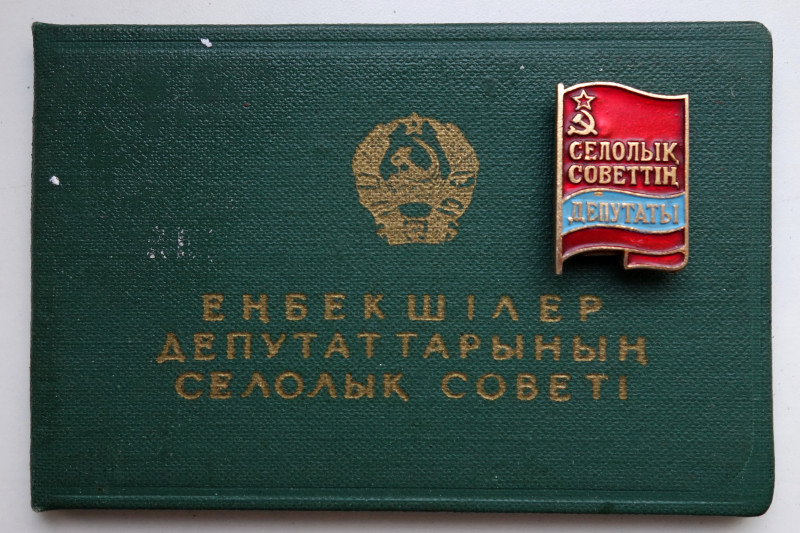 ЕҢБЕКШІЛЕР
ДЕПУТАТТАРЫНЫҢ
СЕЛОЛЫҚ СОВЕТІ
СЕЛОЛЫҚ
СОВЕТТІҢ
ДЕПУТАТЫ